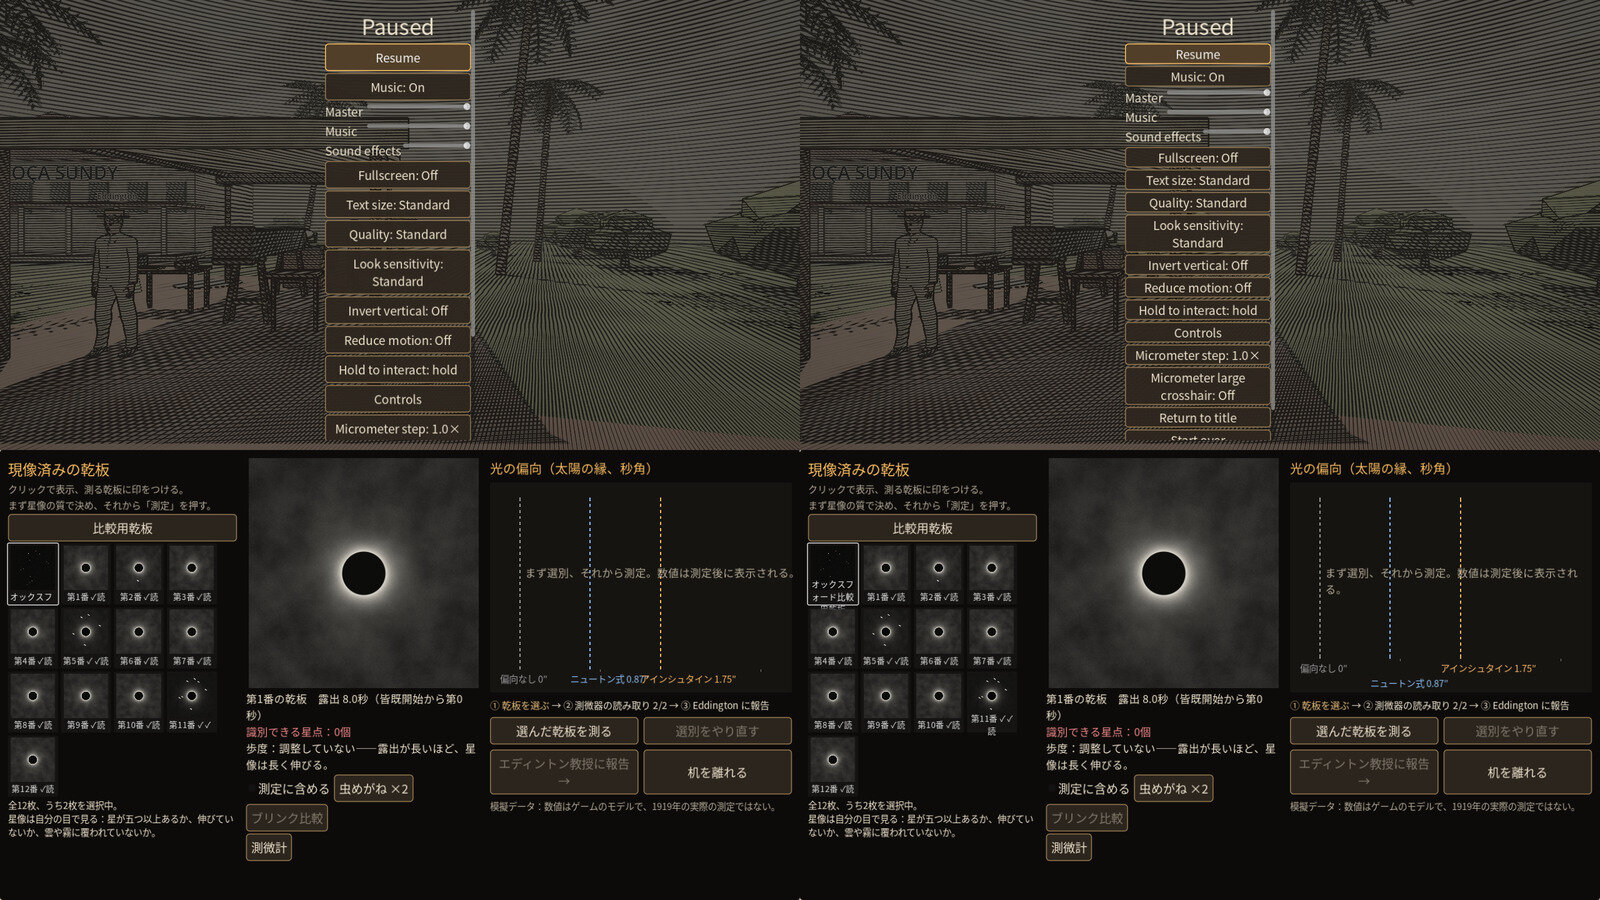 Paused
Resume
Music: On
Master
Music
Sound effects
Fullscreen: Off
Text size: Standard
Quality: Standard
Look sensitivity:
Standard
Invert vertical: Off
Reduce motion: Off
Hold to interact: hold
Controls
Micrometer step: 1.0×
OCA SUNDY
Paused
Resume
Music: On
Master
Music
Sound effects
Fullscreen: Off
Text size: Standard
Quality: Standard
Look sensitivity:
Standard
Invert vertical: Off
Reduce motion: Off
Hold to interact: hold
Controls
Micrometer step: 1.0×
Micrometer large
crosshair: Off
Return to title
Start over
OCA SUNDY
現像済みの乾板
クリックで表示、測る乾板に印をつける。
まず星像の質で決め、それから「測定」を押す。
比較用乾板
オックスフ
第1番 ✓読
第2番 ✓読
第3番 ✓読
第4番 ✓読
第5番 ✓✓読
第6番 ✓読
第7番 ✓読
第8番 ✓読
第9番 ✓読
第10番 ✓読
第11番 ✓✓
第12番 ✓読
全12枚、うち2枚を選択中。
星像は自分の目で見る：星が五つ以上あるか、伸びてい
ないか、雲や霧に覆われていないか。
第1番の乾板　露出 8.0秒（皆既開始から第0
秒）
識別できる星点：0個
歩度：調整していない——露出が長いほど、星
像は長く伸びる。
測定に含める
虫めがね ×2
ブリンク比較
測微計
光の偏向（太陽の縁、秒角）
まず選別、それから測定。数値は測定後に表示される。
偏向なし 0″
ニュートン式 0.87″
アインシュタイン 1.75″
① 乾板を選ぶ → ② 測微器の読み取り 2/2 → ③ Eddington に報告
選んだ乾板を測る
選別をやり直す
エディントン教授に報告
→
机を離れる
模擬データ：数値はゲームのモデルで、1919年の実際の測定ではない。
現像済みの乾板
クリックで表示、測る乾板に印をつける。
まず星像の質で決め、それから「測定」を押す。
比較用乾板
オックスフ
ォード比較
第1番 ✓読
第2番 ✓読
第3番 ✓読
第4番 ✓読
第5番 ✓✓読
第6番 ✓読
第7番 ✓読
第8番 ✓読
第9番 ✓読
第10番 ✓読
第11番 ✓✓
読
第12番 ✓読
全12枚、うち2枚を選択中。
星像は自分の目で見る：星が五つ以上あるか、伸びてい
ないか、雲や霧に覆われていないか。
第1番の乾板　露出 8.0秒（皆既開始から第0
秒）
識別できる星点：0個
歩度：調整していない——露出が長いほど、星
像は長く伸びる。
測定に含める
虫めがね ×2
ブリンク比較
測微計
光の偏向（太陽の縁、秒角）
まず選別、それから測定。数値は測定後に表示され
る。
偏向なし 0″
アインシュタイン 1.75″
ニュートン式 0.87″
① 乾板を選ぶ → ② 測微器の読み取り 2/2 → ③ Eddington に報告
選んだ乾板を測る
選別をやり直す
エディントン教授に報告
→
机を離れる
模擬データ：数値はゲームのモデルで、1919年の実際の測定ではない。